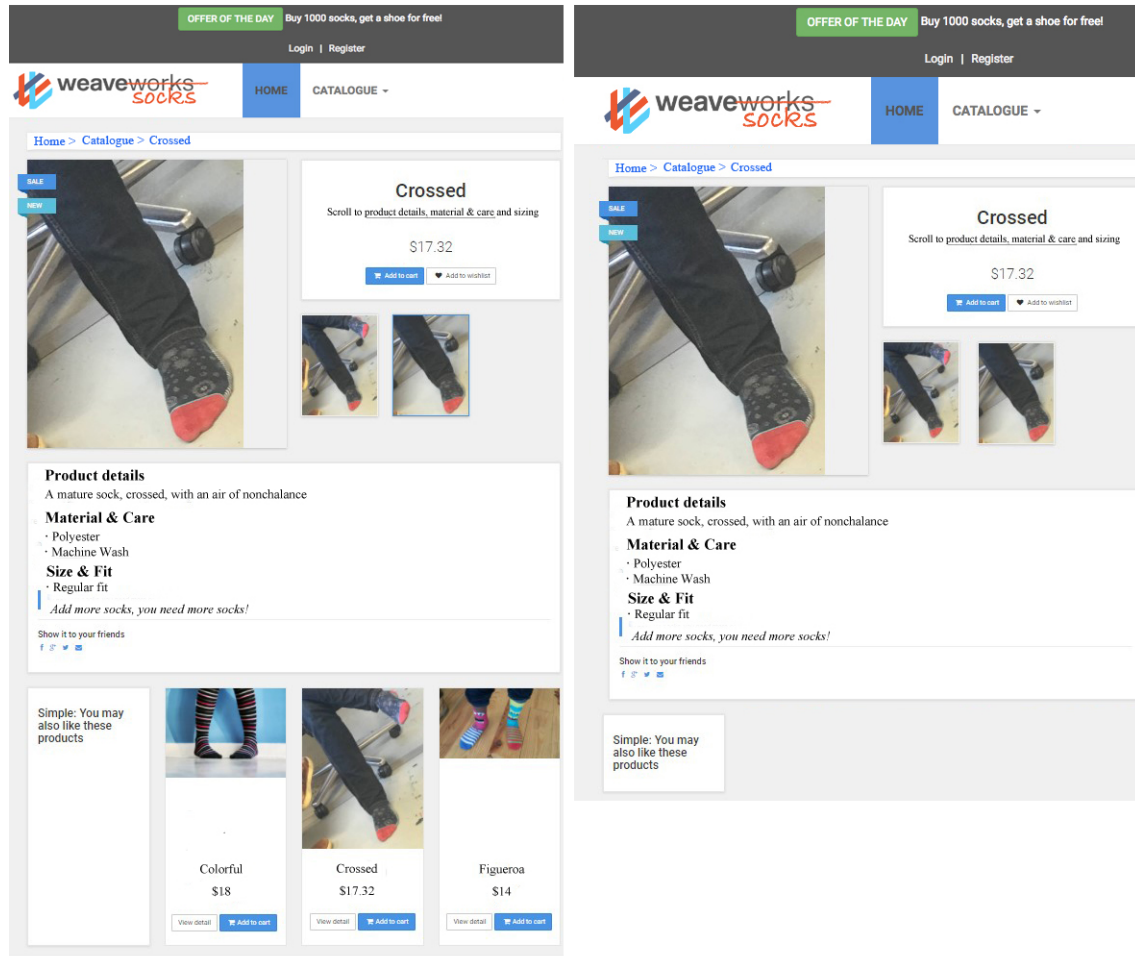 OFFER OF THE DAY Buy 1000 socks, get a shoe for free!
Login | Register
weaveworks
socks
HOME CATALOGUE
Home > Catalogue > Crossed
SALE
NEW
Crossed
Scroll to product details, material & care and sizing
$17.32
Add to cart Add to wishlist
Product details
A mature sock, crossed, with an air of nonchalance
Material & Care
· Polyester
· Machine Wash
Size & Fit
· Regular fit
Add more socks, you need more socks!
Show it to your friends
Simple: You may
also like these
products
Colorful
$18
View detail Add to cart
Crossed
$17.32
View detail Add to cart
Figueroa
$14
View detail Add to cart
OFFER OF THE DAY Buy 1000 socks, get a shoe for free!
Login | Register
weaveworks
socks
HOME CATALOGUE
Home > Catalogue > Crossed
SALE
NEW
Crossed
Scroll to product details, material & care and sizing
$17.32
Add to cart Add to wishlist
Product details
A mature sock, crossed, with an air of nonchalance
Material & Care
· Polyester
· Machine Wash
Size & Fit
· Regular fit
Add more socks, you need more socks!
Show it to your friends
Simple: You may
also like these
products